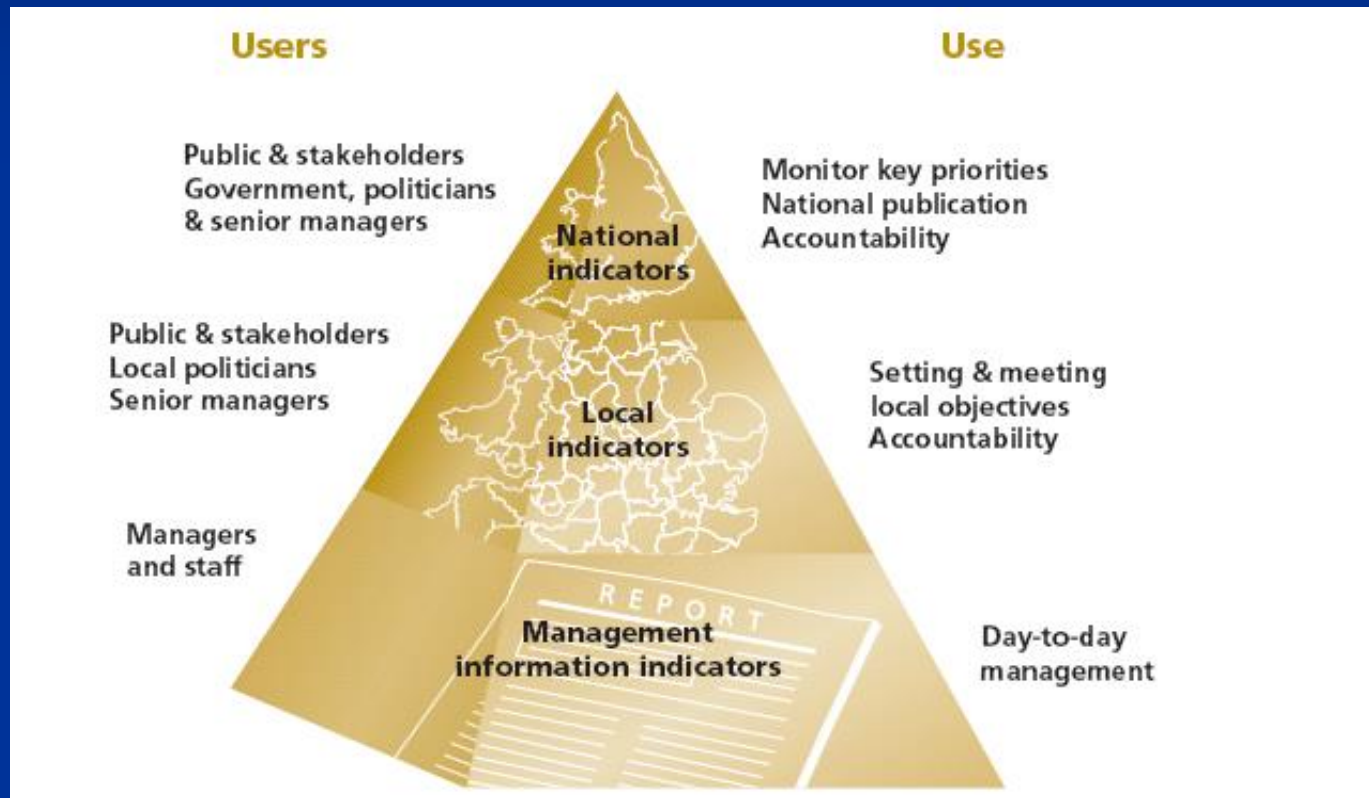 Users
Use
Public & stakeholders
Government, politicians
& senior managers
National
indicators
Monitor key priorities
National publication
Accountability
Public & stakeholders
Local politicians
Senior managers
Local
indicators
Setting & meeting
local objectives
Accountability
Managers
and staff
REPORT
Management
information indicators
Day-to-day
management